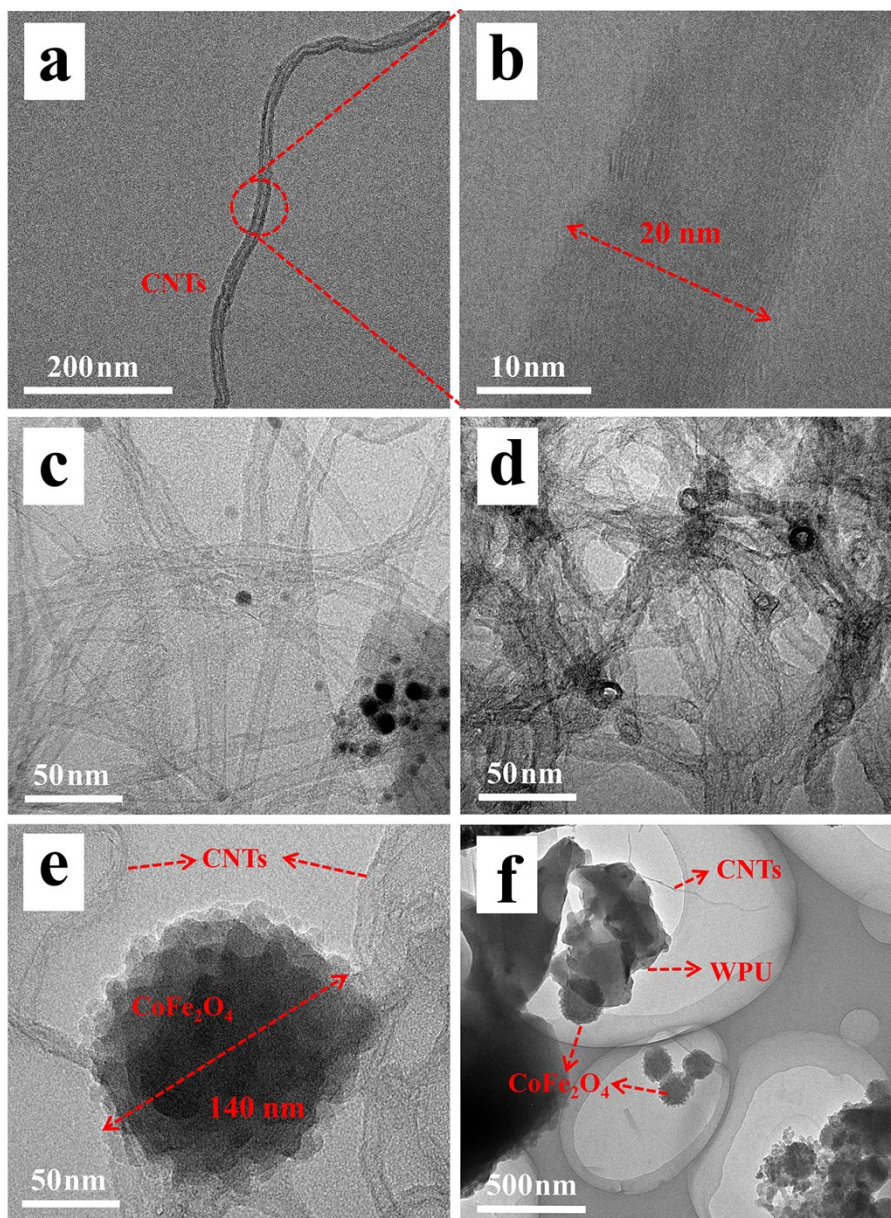 a
CNTs
200nm
b
20 nm
10nm
c
50nm
d
50nm
e
CNTs
CoFe₂O₄
140 nm
50nm
f
CNTs
WPU
CoFe₂O₄
500nm